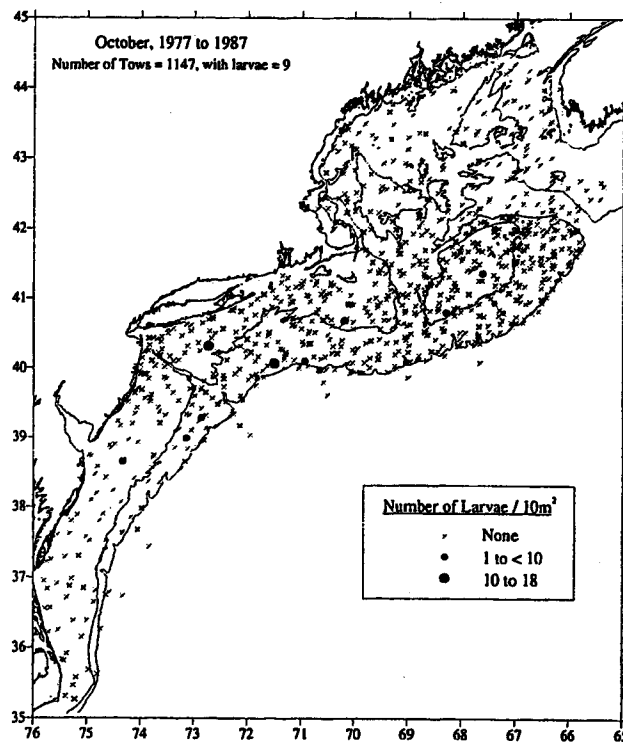 October, 1977 to 1987
Number of Tows = 1147, with larvae = 9
45
44
43
42
41
40
39
38
37
36
35
Number of Larvae / 10m²
None
1 to < 10
10 to 18
76 75 74 73 72 71 70 69 68 67 66 65